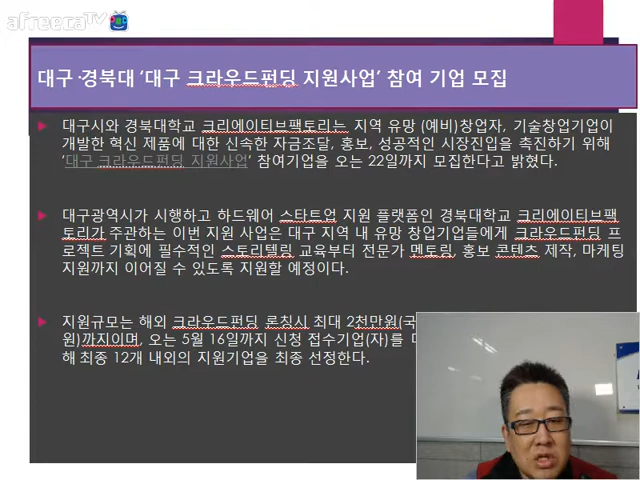 afreecaTV
대구·경북대 '대구 크라우드펀딩 지원사업' 참여 기업 모집
대구시와 경북대학교 크리에이티브팩토리는 지역 유망 (예비)창업자, 기술창업기업이
개발한 혁신 제품에 대한 신속한 자금조달, 홍보, 성공적인 시장진입을 촉진하기 위해
'대구 크라우드펀딩 지원사업' 참여기업을 오는 22일까지 모집한다고 밝혔다.
대구광역시가 시행하고 하드웨어 스타트업 지원 플랫폼인 경북대학교 크리에이티브팩
토리가 주관하는 이번 지원 사업은 대구 지역 내 유망 창업기업들에게 크라우드펀딩 프
로젝트 기획에 필수적인 스토리텔링 교육부터 전문가 멘토링, 홍보 콘텐츠 제작, 마케팅
지원까지 이어질 수 있도록 지원할 예정이다.
지원규모는 해외 크라우드펀딩 론칭시 최대 2천만원(국
원)까지이며, 오는 5월 16일까지 신청 접수기업(자)를
해 최종 12개 내외의 지원기업을 최종 선정한다.